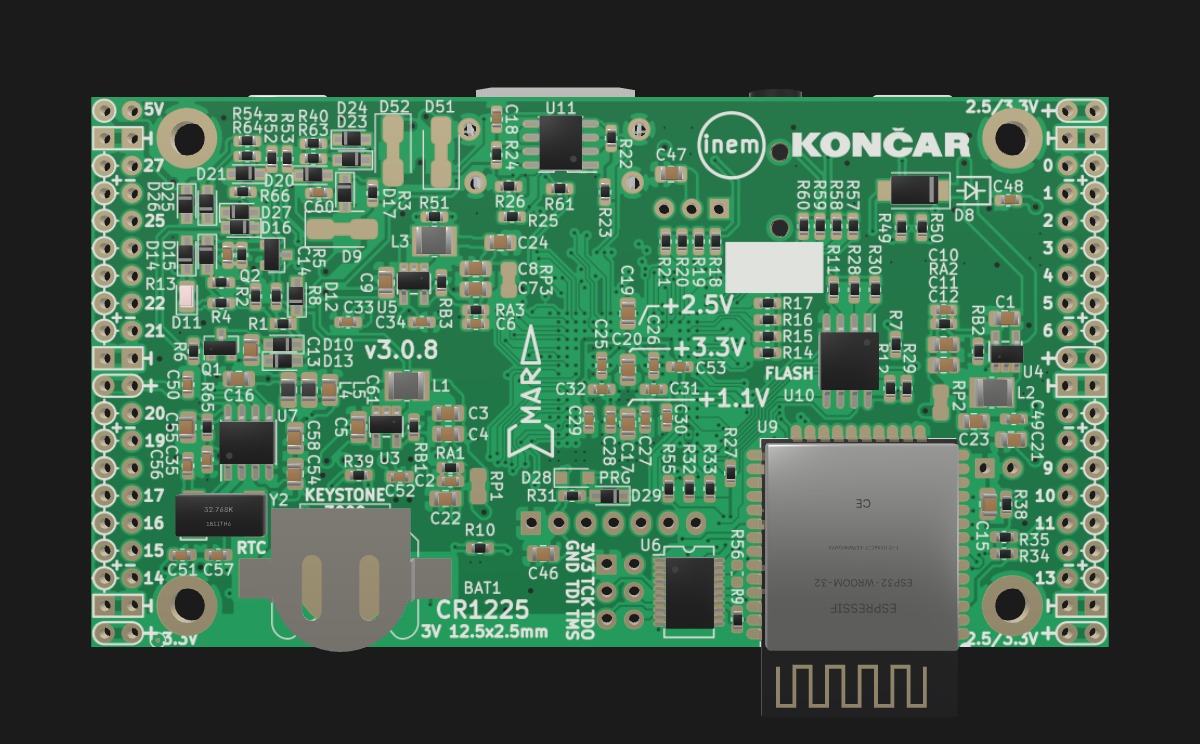 5V
27
25
22
21
20
19
17
16
15
14
3.3V
R54
R64
R52
R53
R40
R63
D24
D23
D52
D51
C18
R24
U11
R22
C47
inem
KONČAR
2.5/3.3V
0
1
2
3
4
5
6
9
10
11
13
2.5/3.3V
D21
D20
R66
C60
D17
R3
D26
D25
D27
D16
R26
R61
R25
R23
R51
L3
C24
D9
R5
C14
D14
D15
Q2
R13
D11
R2
R4
R1
R8
D12
C9
U5
C33
C34
RB3
C8
C7
RP3
RA3
C6
R60
R59
R58
R57
R49
R50
D8
C48
R21
R20
R19
R18
R11
R28
R30
C10
RA2
C11
C12
C1
RB2
U4
L2
C19
+2.5V
C25
C20
C26
+3.3V
C53
C32
C31
+1.1V
C29
C28
C17
C27
C30
R17
R16
R15
R14
FLASH
U10
R7
R12
R29
RP2
C23
C49
C21
R6
Q1
C16
D10
D13
C13
v3.0.8
MARD
C50
R65
L4
L5
C61
L1
C3
C4
U7
C55
C35
C56
C58
C54
C5
U3
R39
C52
RB1
RA1
C2
C22
RP1
KEYSTONE
Y2
32.768K
RTC
C51
C57
BAT1
CR1225
3V 12.5x2.5mm
R10
C46
D28
PRG
R31
D29
R55
R32
R33
R27
U9
U6
R56
R9
3V3 TCK TDO
GND TDI TMS
C15
R38
R35
R34
CE
ESP32-WROOM-32
ESPRESSIF